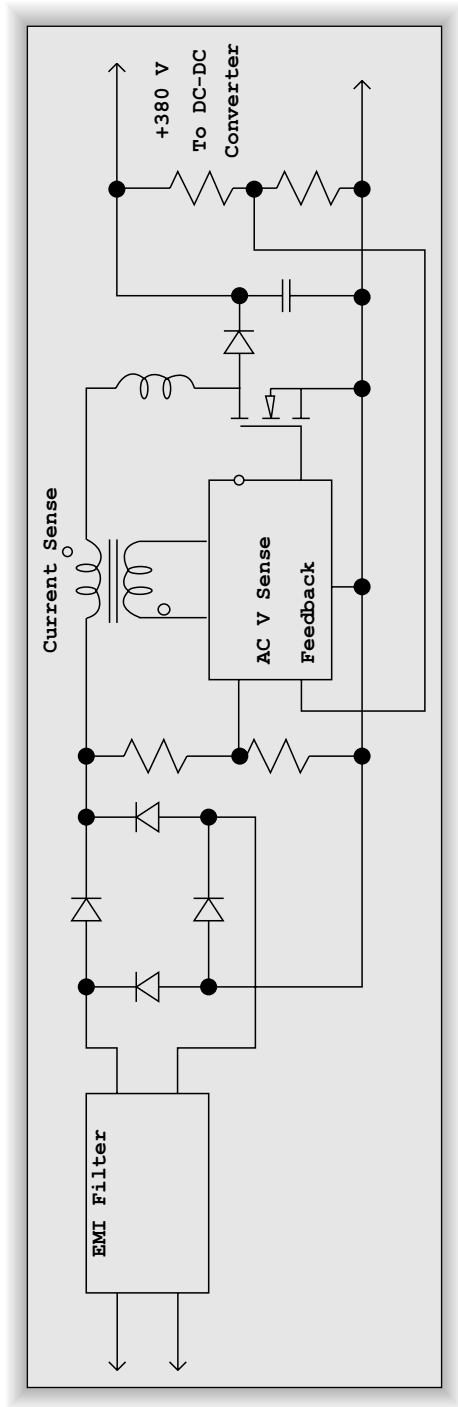 EMI Filter
Current Sense
AC V Sense
Feedback
+380 V
To DC-DC
Converter